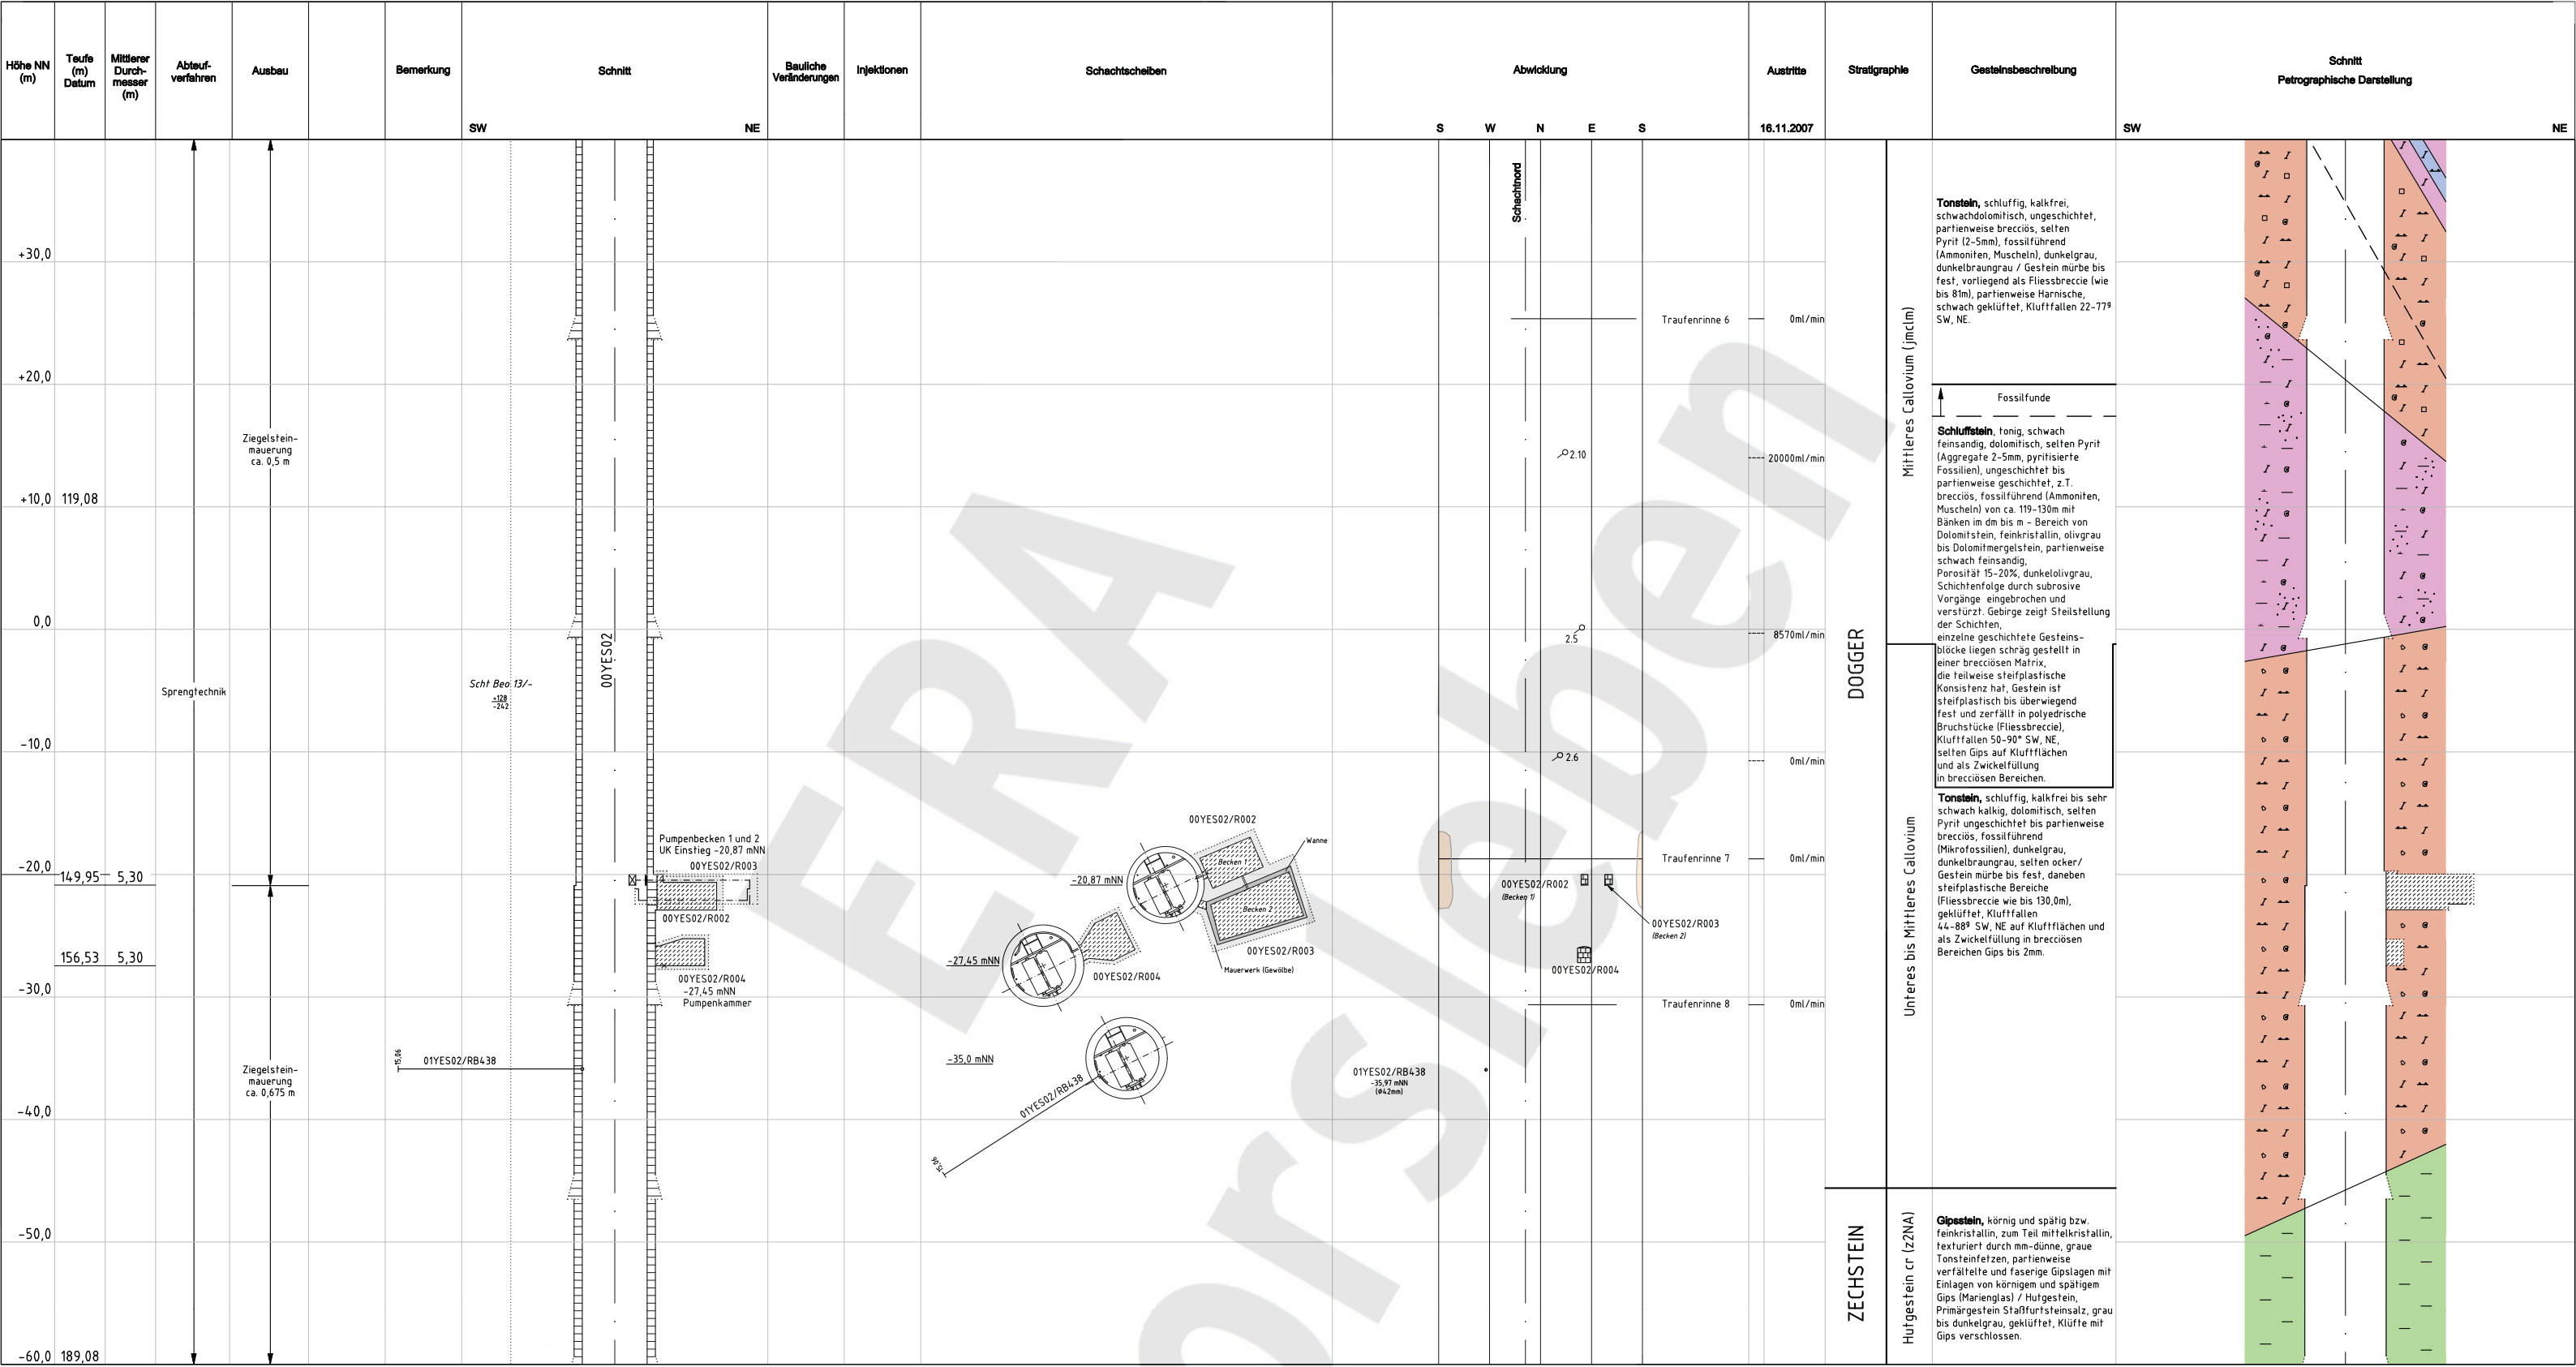 Höhe NN
(m)
Teufe
(m)
Datum
Mittlerer
Durch-
messer
(m)
Abteuf-
verfahren
Ausbau
Bemerkung
Schnitt
SW
NE
Bauliche
Veränderungen
Injektionen
Schachtscheiben
Abwicklung
S W N E S
Austritte
16.11.2007
Stratigraphie
Gesteinsbeschreibung
Schnitt
Petrographische Darstellung
SW
NE
+30,0
+20,0
+10,0 119,08
0,0
-10,0
-20,0
149,95 5,30
156,53 5,30
-30,0
-40,0
-50,0
-60,0 189,08
Sprengtechnik
Ziegelstein-
mauerung
ca. 0,5 m
Ziegelstein-
mauerung
ca. 0,675 m
Scht Beo 13/-
+128
-242
15,06
01YES02/RB438
00YES02
Pumpenbecken 1 und 2
UK Einstieg -20,87 mNN
00YES02/R003
00YES02/R002
00YES02/R004
-27,45 mNN
Pumpenkammer
ERA
orsleben
00YES02/R002
Wanne
Becken 1
-20,87 mNN
Becken 2
00YES02/R003
Mauerwerk (Gewölbe)
-27,45 mNN
00YES02/R004
-35,0 mNN
01YES02/RB438
15,06
Schachtnord
Traufenrinne 6
0ml/min
2.10
20000ml/min
2.5
8570ml/min
2.6
0ml/min
Traufenrinne 7
0ml/min
00YES02/R002
(Becken 1)
00YES02/R003
(Becken 2)
00YES02/R004
Traufenrinne 8
0ml/min
01YES02/RB438
-35,97 mNN
(Ø42mm)
DOGGER
ZECHSTEIN
Mittleres Callovium (jmclm)
Unteres bis Mittleres Callovium
Hutgestein cr (z2NA)
Tonstein, schluffig, kalkfrei,
schwachdolomitisch, ungeschichtet,
partienweise brecciös, selten
Pyrit (2-5mm), fossilführend
(Ammoniten, Muscheln), dunkelgrau,
dunkelbraungrau / Gestein mürbe bis
fest, vorliegend als Fliessbreccie (wie
bis 81m), partienweise Harnische,
schwach geklüftet, Kluftfallen 22-77g
SW, NE.
Fossilfunde
Schluffstein, tonig, schwach
feinsandig, dolomitisch, selten Pyrit
(Aggregate 2-5mm, pyritisierte
Fossilien), ungeschichtet bis
partienweise geschichtet, z.T.
brecciös, fossilführend (Ammoniten,
Muscheln) von ca. 119-130m mit
Bänken im dm bis m - Bereich von
Dolomitstein, feinkristallin, olivgrau
bis Dolomitmergelstein, partienweise
schwach feinsandig,
Porosität 15-20%, dunkelolivgrau,
Schichtenfolge durch subrosive
Vorgänge eingebrochen und
verstürzt. Gebirge zeigt Steilstellung
der Schichten,
einzelne geschichtete Gesteins-
blöcke liegen schräg gestellt in
einer brecciösen Matrix,
die teilweise steifplastische
Konsistenz hat, Gestein ist
steifplastisch bis überwiegend
fest und zerfällt in polyedrische
Bruchstücke (Fliessbreccie),
Kluftfallen 50-90° SW, NE,
selten Gips auf Kluftflächen
und als Zwickelfüllung
in brecciösen Bereichen.
Tonstein, schluffig, kalkfrei bis sehr
schwach kalkig, dolomitisch, selten
Pyrit ungeschichtet bis partienweise
brecciös, fossilführend
(Mikrofossilien), dunkelgrau,
dunkelbraungrau, selten ocker/
Gestein mürbe bis fest, daneben
steifplastische Bereiche
(Fliessbreccie wie bis 130,0m),
geklüftet, Kluftfallen
44-88g SW, NE auf Kluftflächen und
als Zwickelfüllung in brecciösen
Bereichen Gips bis 2mm.
Gipsstein, körnig und spätig bzw.
feinkristallin, zum Teil mittelkristallin,
texturiert durch mm-dünne, graue
Tonsteinfetzen, partienweise
verfältelte und faserige Gipslagen mit
Einlagen von körnigem und spätigem
Gips (Marienglas) / Hutgestein,
Primärgestein Staßfurtsteinsalz, grau
bis dunkelgrau, geklüftet, Klüfte mit
Gips verschlossen.